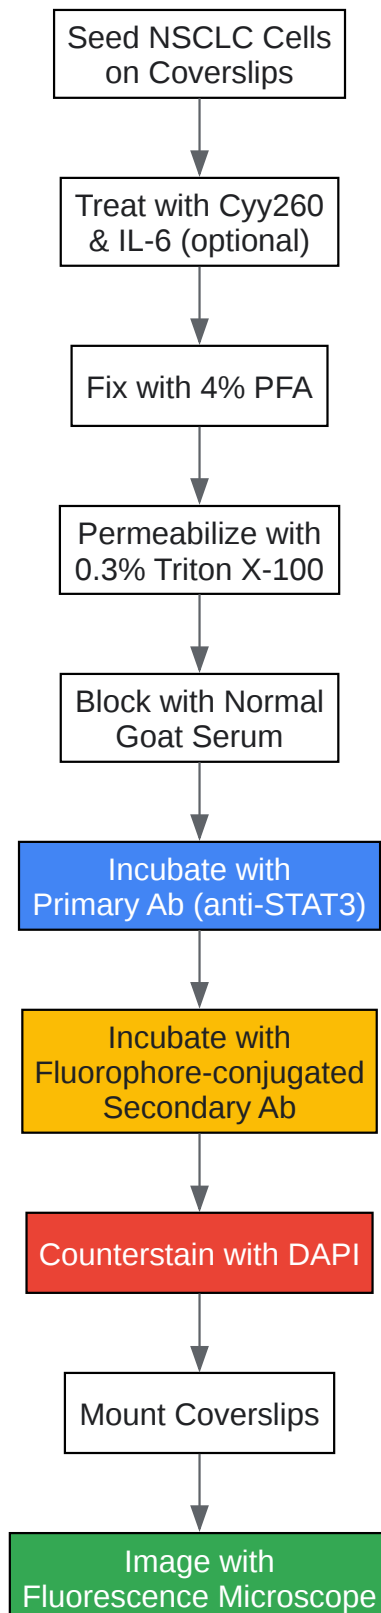 Seed NSCLC Cells
on Coverslips
Treat with Cyy260
& IL-6 (optional)
Fix with 4% PFA
Permeabilize with
0.3% Triton X-100
Block with Normal
Goat Serum
Incubate with
Primary Ab (anti-STAT3)
Incubate with
Fluorophore-conjugated
Secondary Ab
Counterstain with DAPI
Mount Coverslips
Image with
Fluorescence Microscope